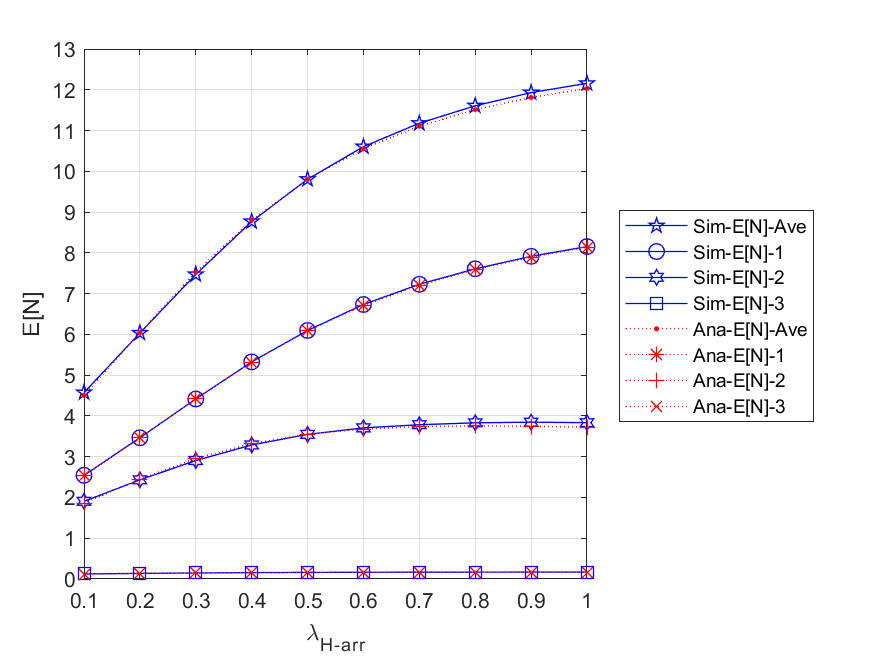 13
12
11
10
9
8
7
6
5
4
3
2
1
0
E[N]
0.1 0.2 0.3 0.4 0.5 0.6 0.7 0.8 0.9 1
λH-arr
Sim-E[N]-Ave
Sim-E[N]-1
Sim-E[N]-2
Sim-E[N]-3
Ana-E[N]-Ave
Ana-E[N]-1
Ana-E[N]-2
Ana-E[N]-3